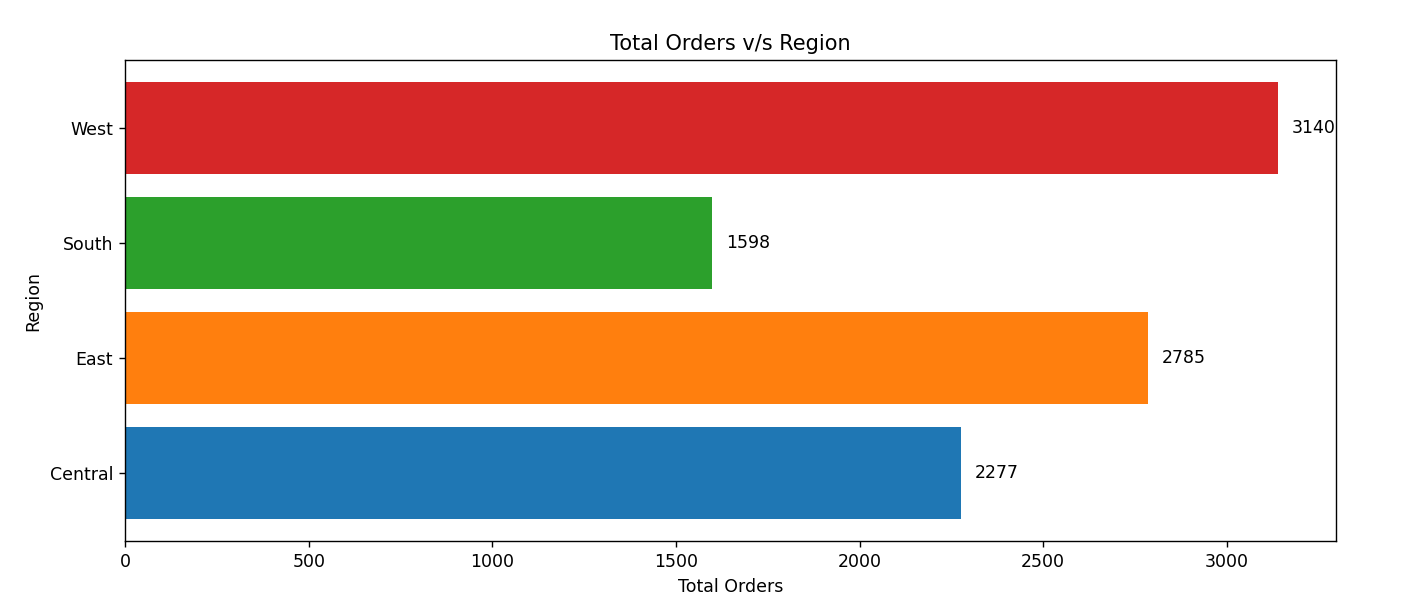 Total Orders v/s Region
West
3140
South
1598
Region
East
2785
Central
2277
0 500 1000 1500 2000 2500 3000
Total Orders